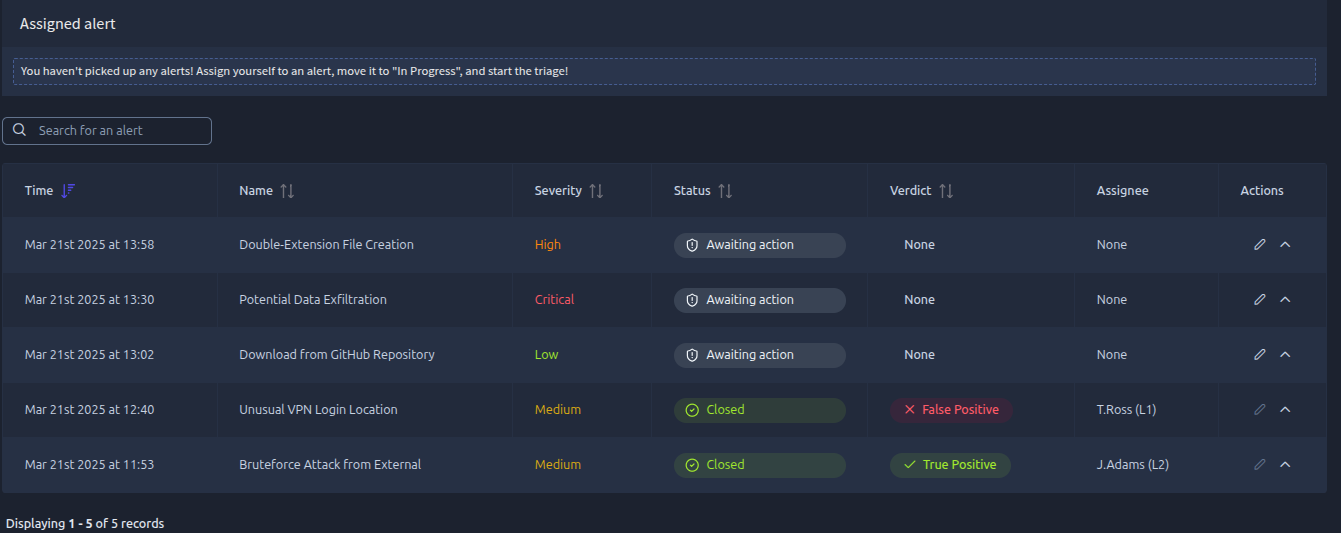 Assigned alert
You haven't picked up any alerts! Assign yourself to an alert, move it to "In Progress", and start the triage!
Search for an alert
Time Name Severity Status Verdict Assignee Actions
Mar 21st 2025 at 13:58 Double-Extension File Creation High Awaiting action None None
Mar 21st 2025 at 13:30 Potential Data Exfiltration Critical Awaiting action None None
Mar 21st 2025 at 13:02 Download from GitHub Repository Low Awaiting action None None
Mar 21st 2025 at 12:40 Unusual VPN Login Location Medium Closed False Positive T.Ross (L1)
Mar 21st 2025 at 11:53 Bruteforce Attack from External Medium Closed True Positive J.Adams (L2)
Displaying 1 - 5 of 5 records